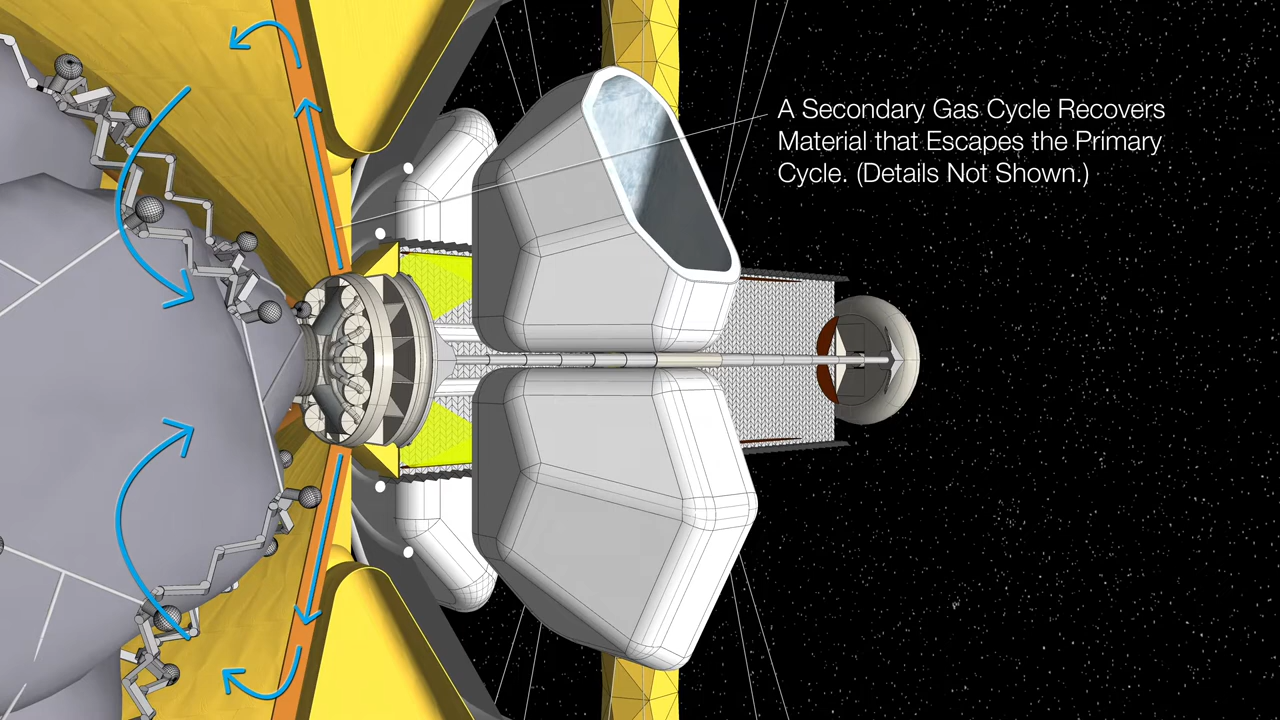 A Secondary Gas Cycle Recovers
Material that Escapes the Primary
Cycle. (Details Not Shown.)